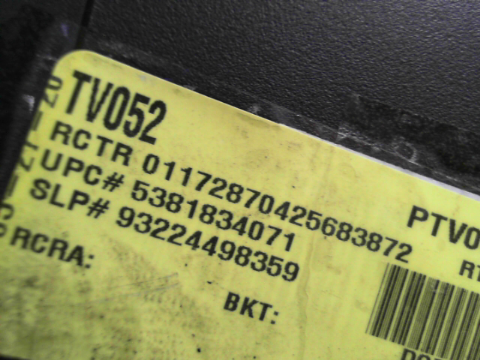 TV052
RCTR 01172870425683872
UPC# 5381834071
SLP# 93224498359
RCRA:
BKT:
PTV0